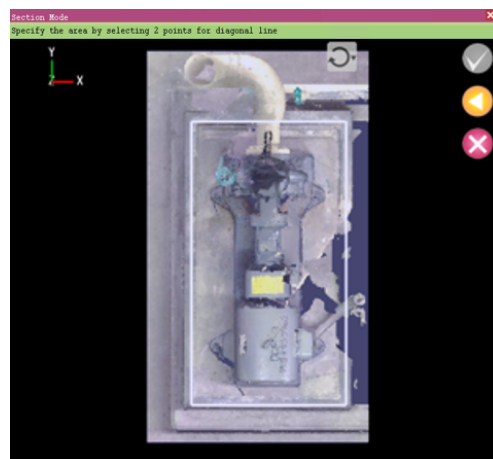 Section Mode
Specify the area by selecting 2 points for diagonal line
Y
Z X